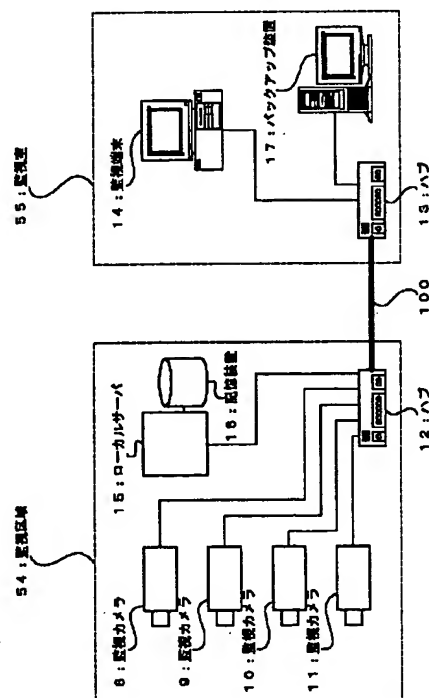 54:監視区域
55:監視室
15:ローカルサーバ
16:記憶装置
14:監視端末
17:バックアップ装置
8:監視カメラ
9:監視カメラ
10:監視カメラ
11:監視カメラ
12:ハブ
100
13:ハブ